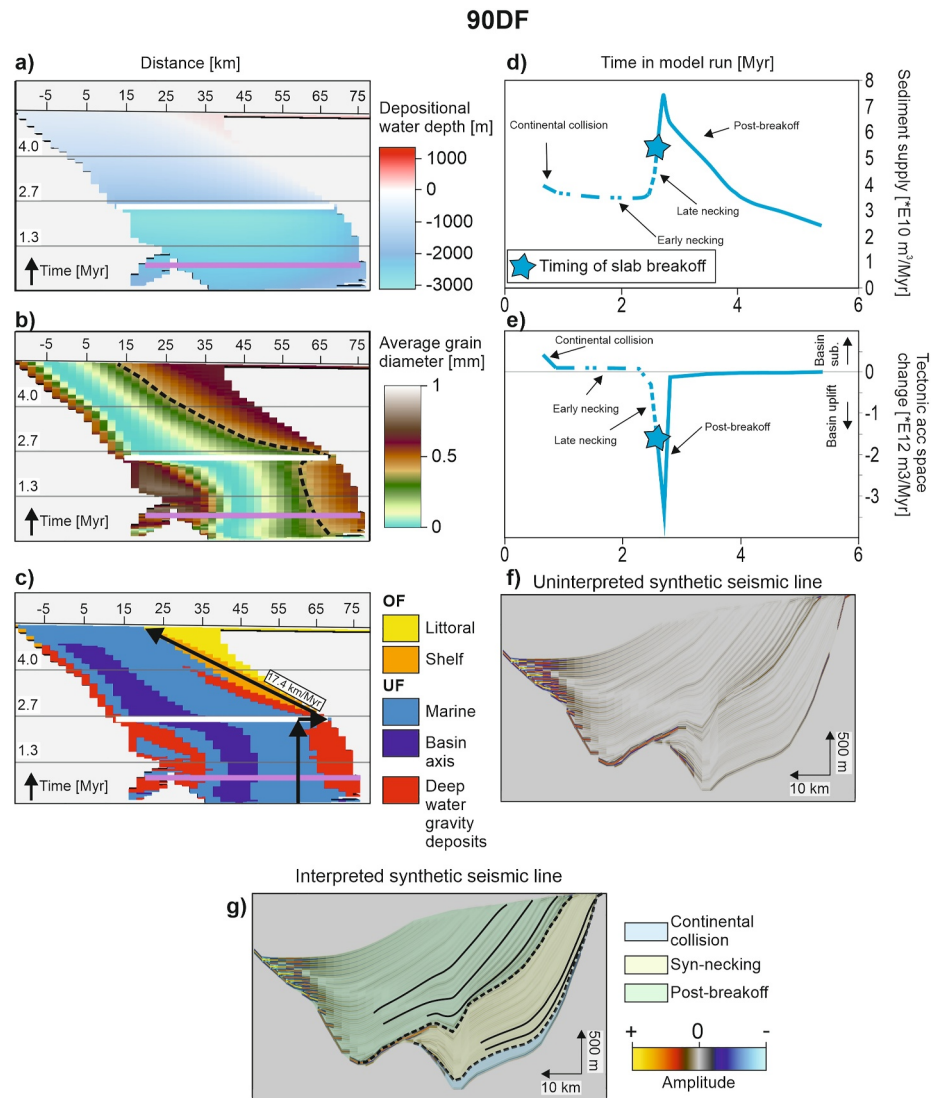 90DF
a)
Distance [km]
-5 5 15 25 35 45 55 65 75
4.0
2.7
1.3
Time [Myr]
Depositional
water depth [m]
1000
0
-1000
-2000
-3000
b)
-5 5 15 25 35 45 55 65 75
4.0
2.7
1.3
Time [Myr]
Average grain
diameter [mm]
1
0.5
0
c)
-5 5 15 25 35 45 55 65 75
4.0
2.7
1.3
Time [Myr]
17.4 km/Myr
OF
Littoral
Shelf
UF
Marine
Basin
axis
Deep
water
gravity
deposits
d)
Time in model run [Myr]
Continental collision
Post-breakoff
Late necking
Early necking
Timing of slab breakoff
0 2 4 6
8
7
6
5
4
3
2
0
Sediment supply [*E10 m³/Myr]
e)
Continental collision
Early necking
Late necking
Post-breakoff
Basin
sub.
Basin uplift
0
-1
-2
-3
0 2 4 6
Tectonic acc space
change [*E12 m3/Myr]
f)
Uninterpreted synthetic seismic line
500 m
10 km
Interpreted synthetic seismic line
g)
500 m
10 km
Continental
collision
Syn-necking
Post-breakoff
+ 0 -
Amplitude